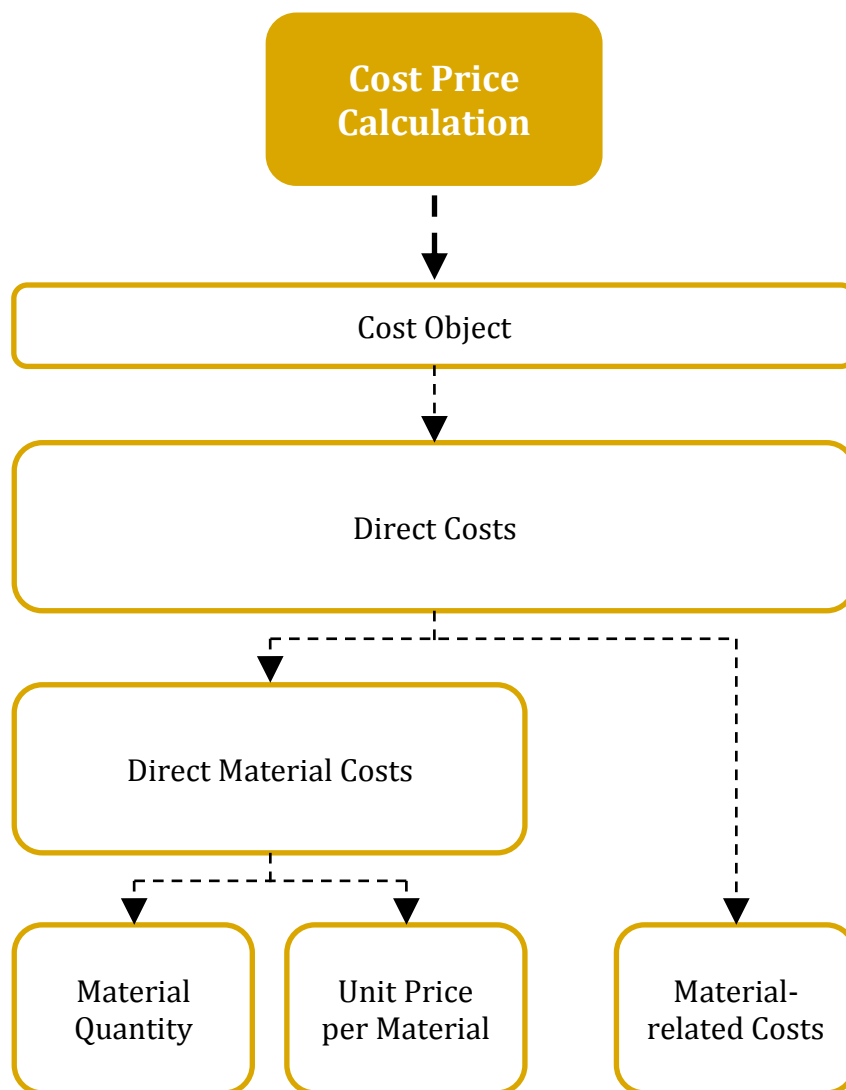 Cost Price
Calculation
Cost Object
Direct Costs
Direct Material Costs
Material
Quantity
Unit Price
per Material
Material-
related Costs